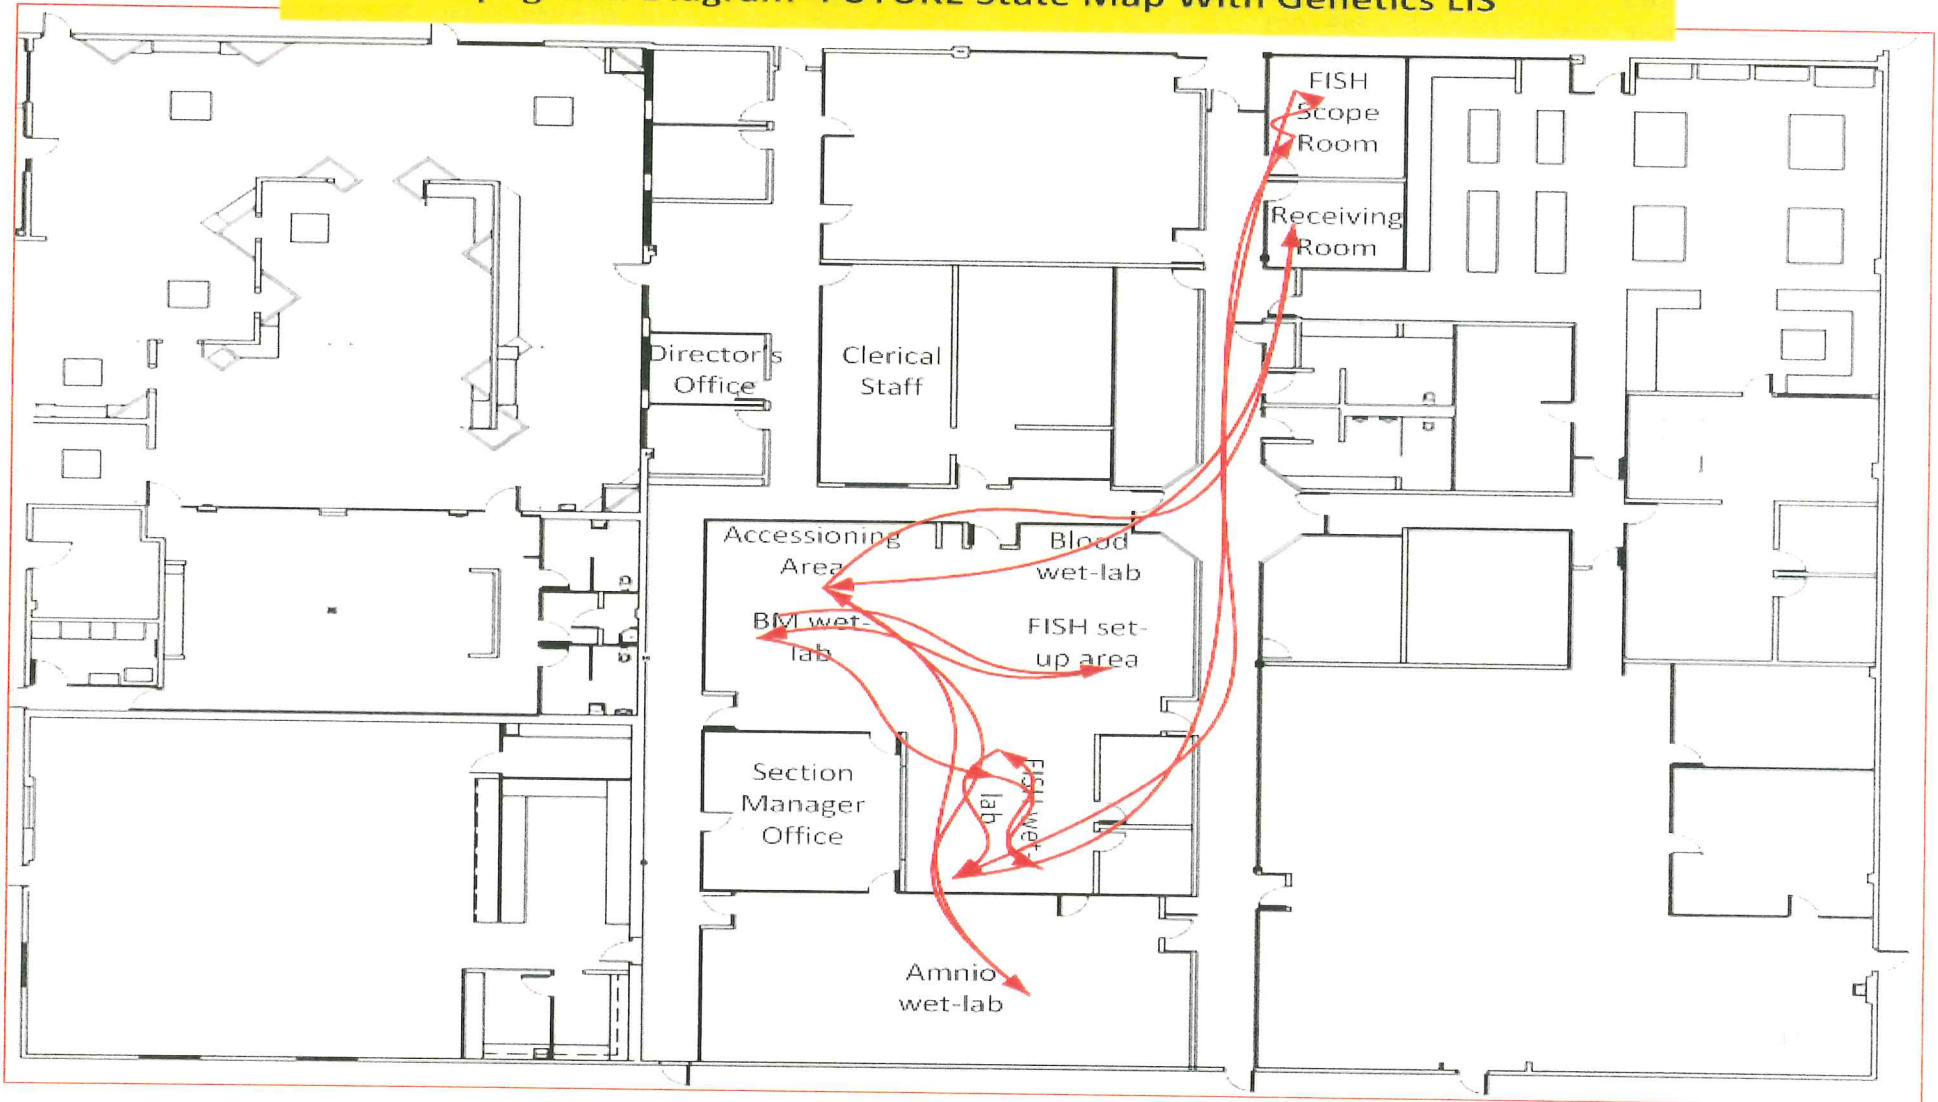 Diagram- FUTURE State Map With Genetics LIS
FISH
Scope
Room
Receiving
Room
Director's
Office
Clerical
Staff
Accessioning
Area
Blood
wet-lab
BM wet-
lab
FISH set-
up area
Section
Manager
Office
FISH wet-
lab
Amnio
wet-lab